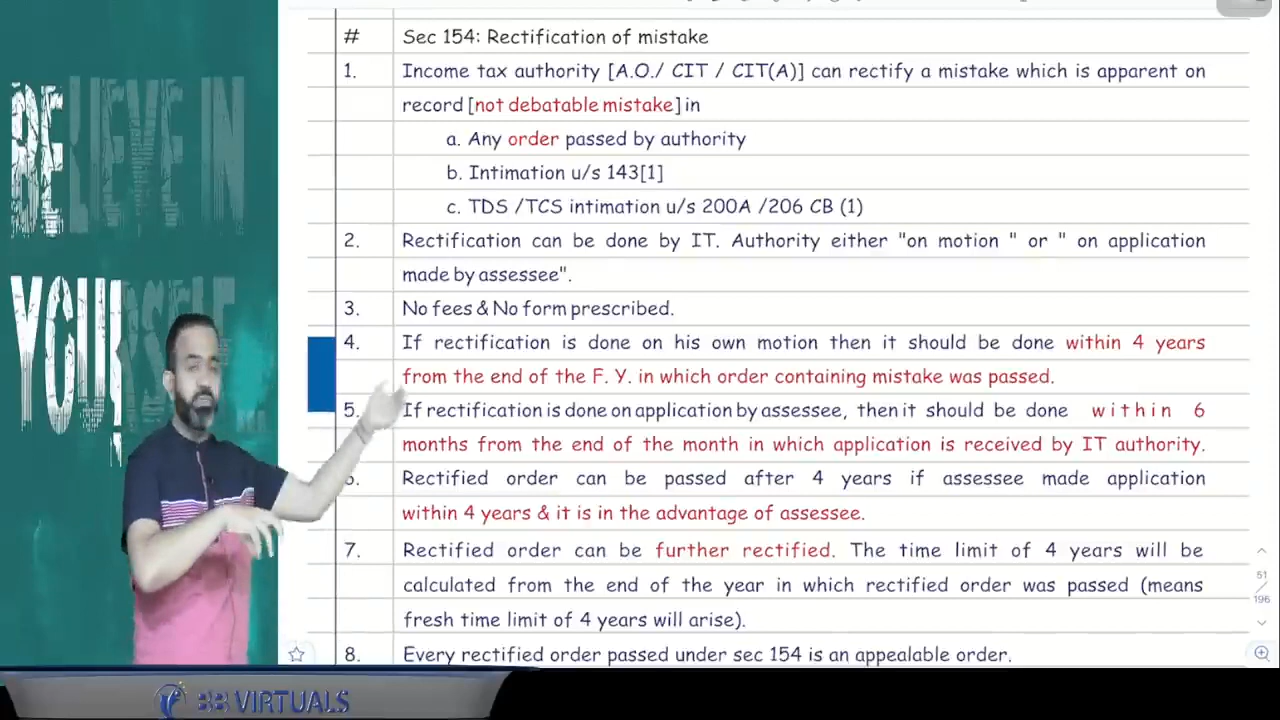 BELIEVE IN
YOURSELF
# Sec 154: Rectification of mistake
1. Income tax authority [A.O./ CIT / CIT(A)] can rectify a mistake which is apparent on
record [not debatable mistake] in
a. Any order passed by authority
b. Intimation u/s 143[1]
c. TDS /TCS intimation u/s 200A /206 CB (1)
2. Rectification can be done by IT. Authority either "on motion " or " on application
made by assessee".
3. No fees & No form prescribed.
4. If rectification is done on his own motion then it should be done within 4 years
from the end of the F. Y. in which order containing mistake was passed.
5. If rectification is done on application by assessee, then it should be done within 6
months from the end of the month in which application is received by IT authority.
6. Rectified order can be passed after 4 years if assessee made application
within 4 years & it is in the advantage of assessee.
7. Rectified order can be further rectified. The time limit of 4 years will be
calculated from the end of the year in which rectified order was passed (means
fresh time limit of 4 years will arise).
8. Every rectified order passed under sec 154 is an appealable order.
51
/
196
BB VIRTUALS